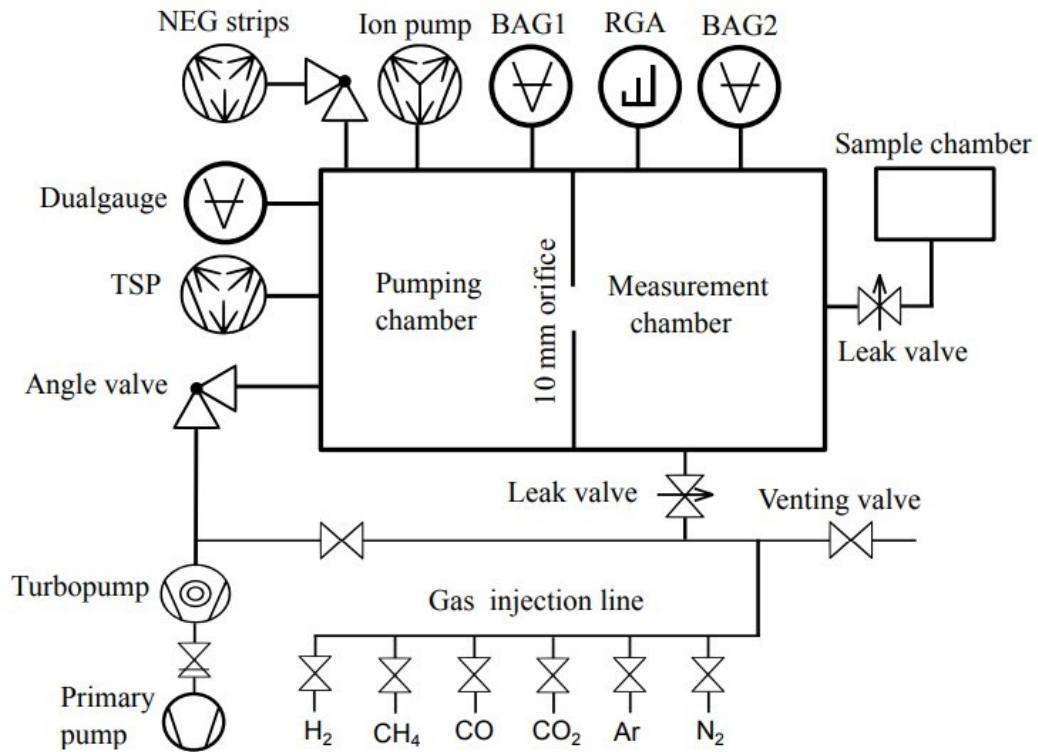 NEG strips
Ion pump
BAG1
RGA
BAG2
Sample chamber
Dualgauge
TSP
Pumping
chamber
10 mm orifice
Measurement
chamber
Leak valve
Angle valve
Leak valve
Venting valve
Turbopump
Gas injection line
Primary
pump
H2
CH4
CO
CO2
Ar
N2